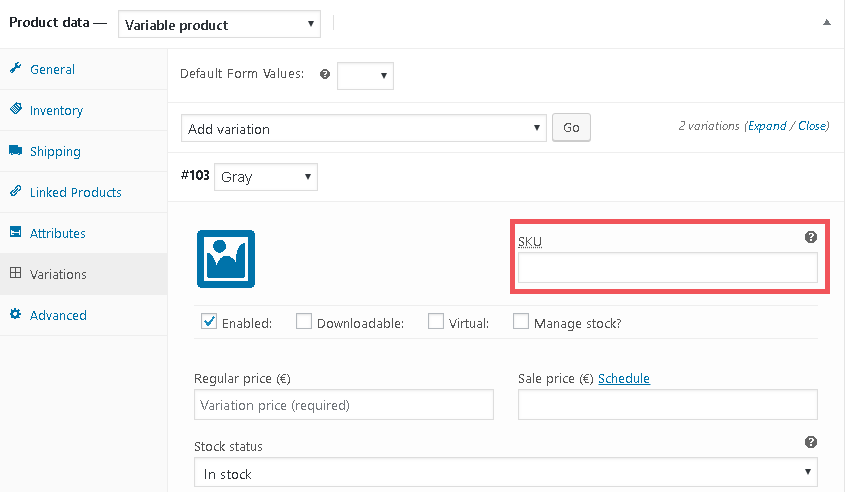 Product data — Variable product
General
Inventory
Shipping
Linked Products
Attributes
Variations
Advanced
Default Form Values:
Add variation Go 2 variations (Expand / Close)
#103 Gray
SKU
Enabled: Downloadable: Virtual: Manage stock?
Regular price (€) Sale price (€) Schedule
Variation price (required)
Stock status
In stock